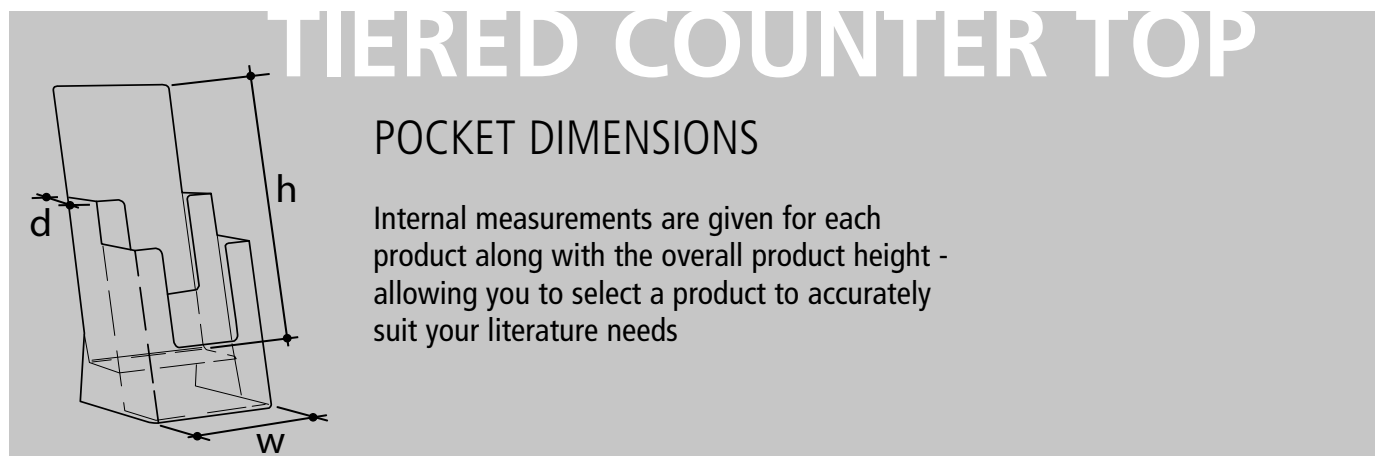 TIERED COUNTER TOP
POCKET DIMENSIONS
h
d
Internal measurements are given for each
product along with the overall product height -
allowing you to select a product to accurately
suit your literature needs
w